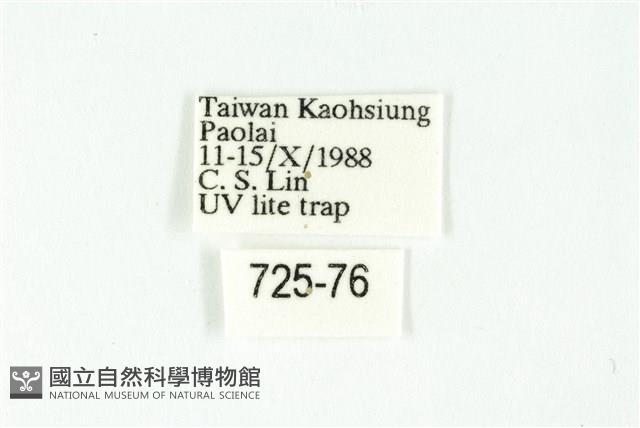 Taiwan Kaohsiung
Paolai
11-15/X/1988
C. S. Lin
UV lite trap
725-76
國立自然科學博物館
NATIONAL MUSEUM OF NATURAL SCIENCE